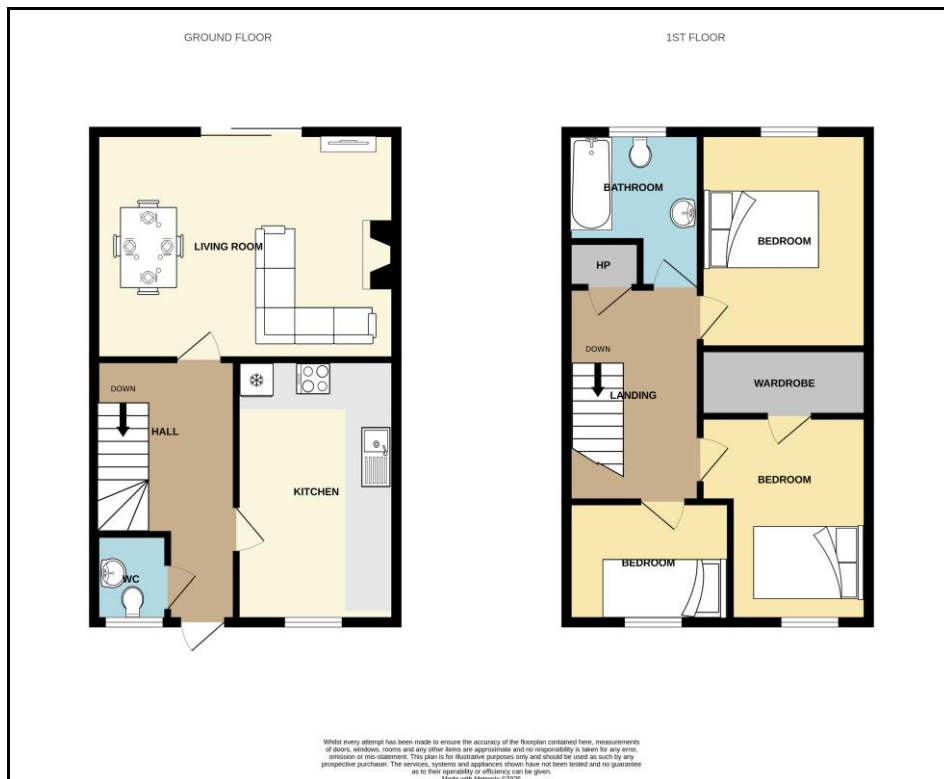 GROUND FLOOR
1ST FLOOR
LIVING ROOM
DOWN
HALL
KITCHEN
WC
BATHROOM
BEDROOM
HP
DOWN
LANDING
WARDROBE
BEDROOM
BEDROOM
Whilst every attempt has been made to ensure the accuracy of the floorplan contained here, measurements
of doors, windows, rooms and any other items are approximate and no responsibility is taken for any error,
omission or mis-statement. This plan is for illustrative purposes only and should be used as such by any
prospective purchaser. The services, systems and appliances shown have not been tested and no guarantee
as to their operability or efficiency can be given.
Made with Metropix ©2026